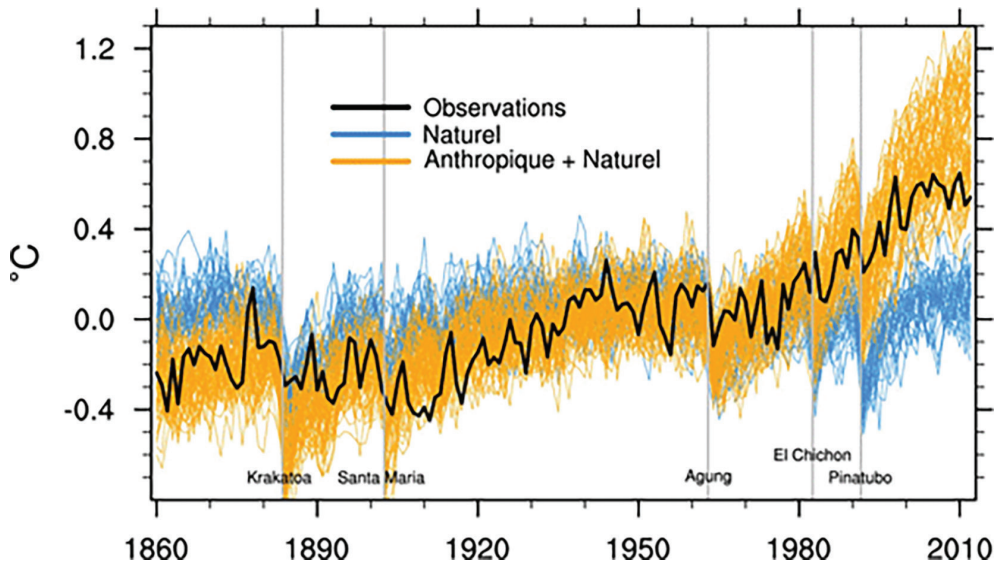 1.2
0.8
0.4
0.0
-0.4
°C
Observations
Naturel
Anthropique + Naturel
El Chichon
Krakatoa Santa Maria Agung Pinatubo
1860 1890 1920 1950 1980 2010